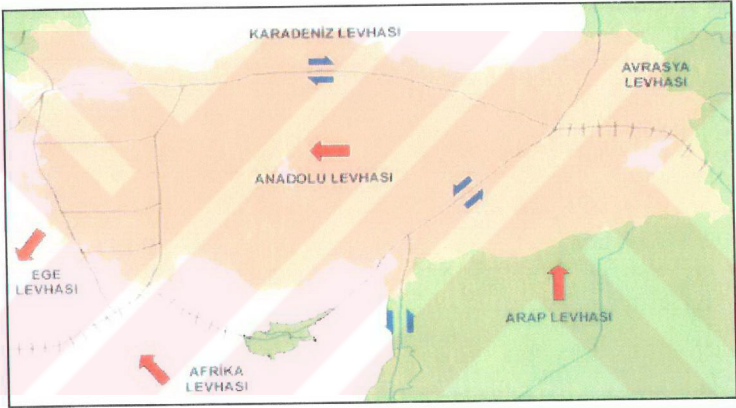 KARADENİZ LEVHASI
AVRASYA
LEVHASI
ANADOLU LEVHASI
EGE
LEVHASI
ARAP LEVHASI
AFRİKA
LEVHASI